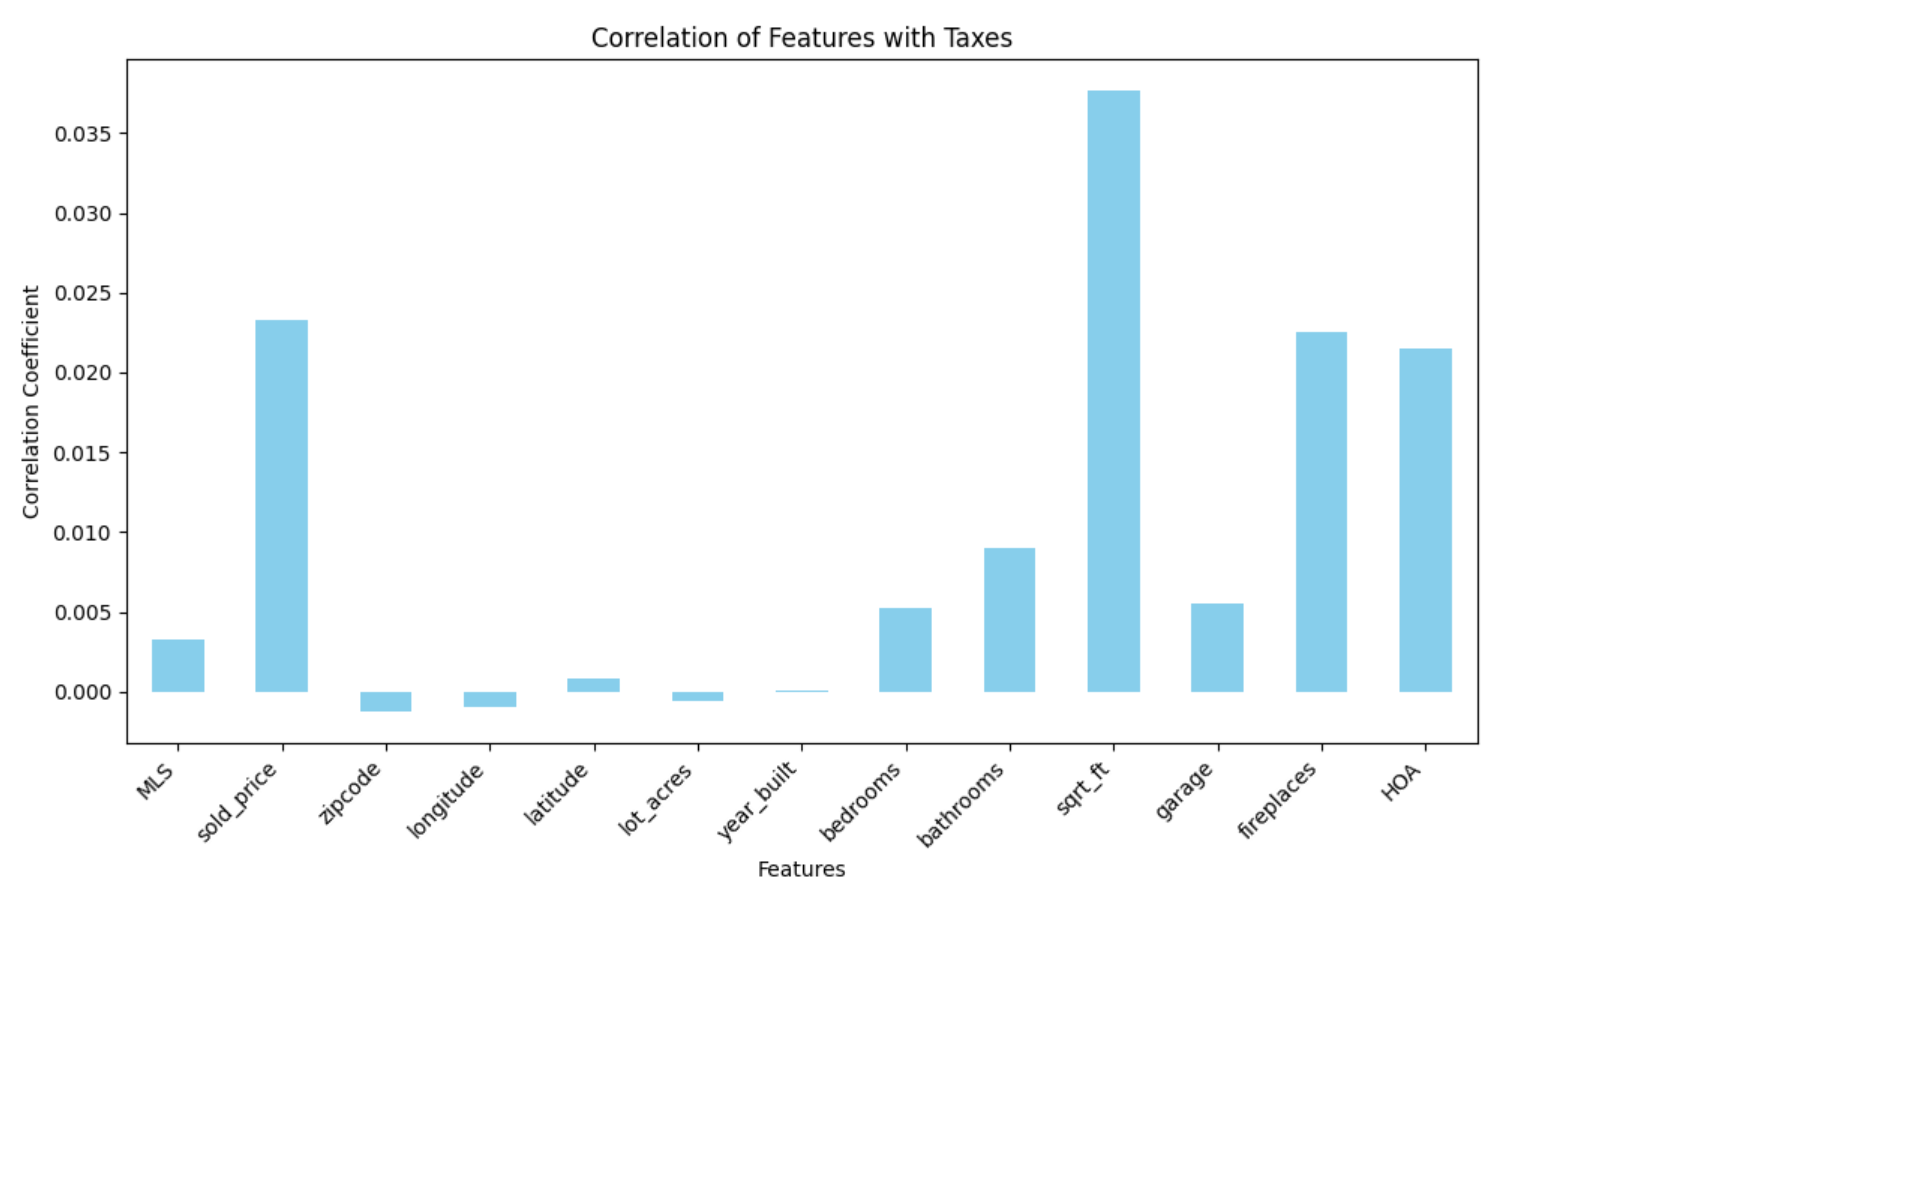 Correlation of Features with Taxes
Correlation Coefficient
0.035
0.030
0.025
0.020
0.015
0.010
0.005
0.000
MLS
sold_price
zipcode
longitude
latitude
lot_acres
year_built
bedrooms
bathrooms
sqrt_ft
garage
fireplaces
HOA
Features